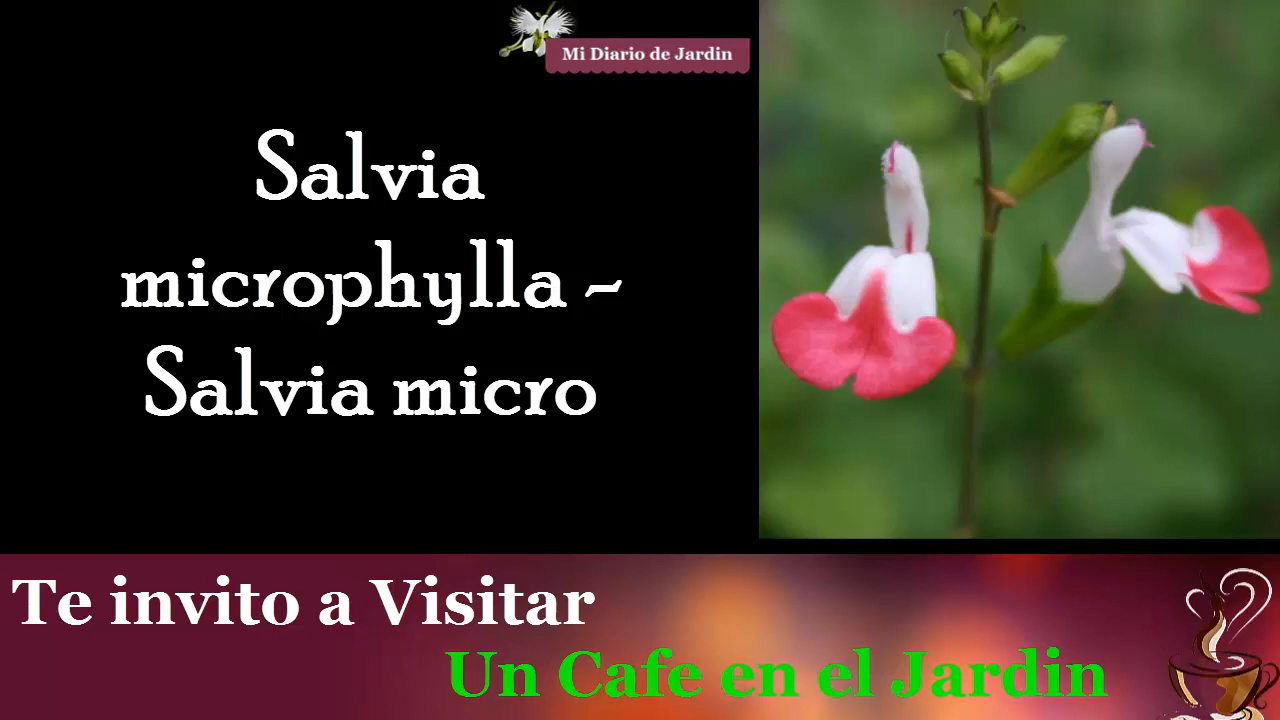 Mi Diario de Jardin
Salvia
microphylla -
Salvia micro
Te invito a Visitar
Un Cafe en el Jardin